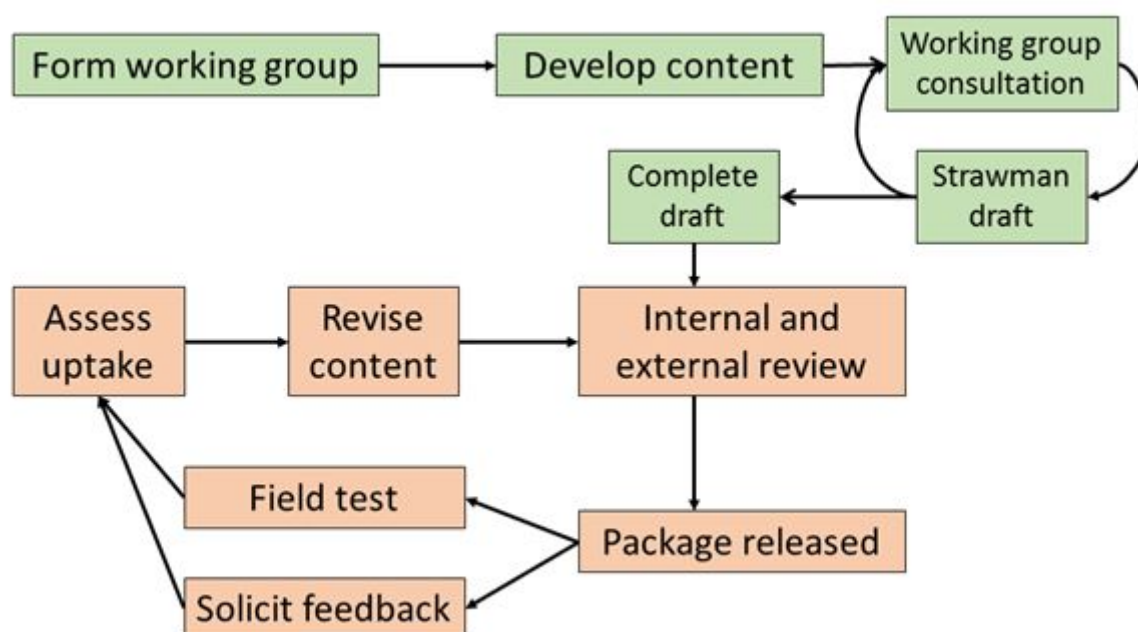 Form working group
Develop content
Working group
consultation
Complete
draft
Strawman
draft
Assess
uptake
Revise
content
Internal and
external review
Field test
Package released
Solicit feedback